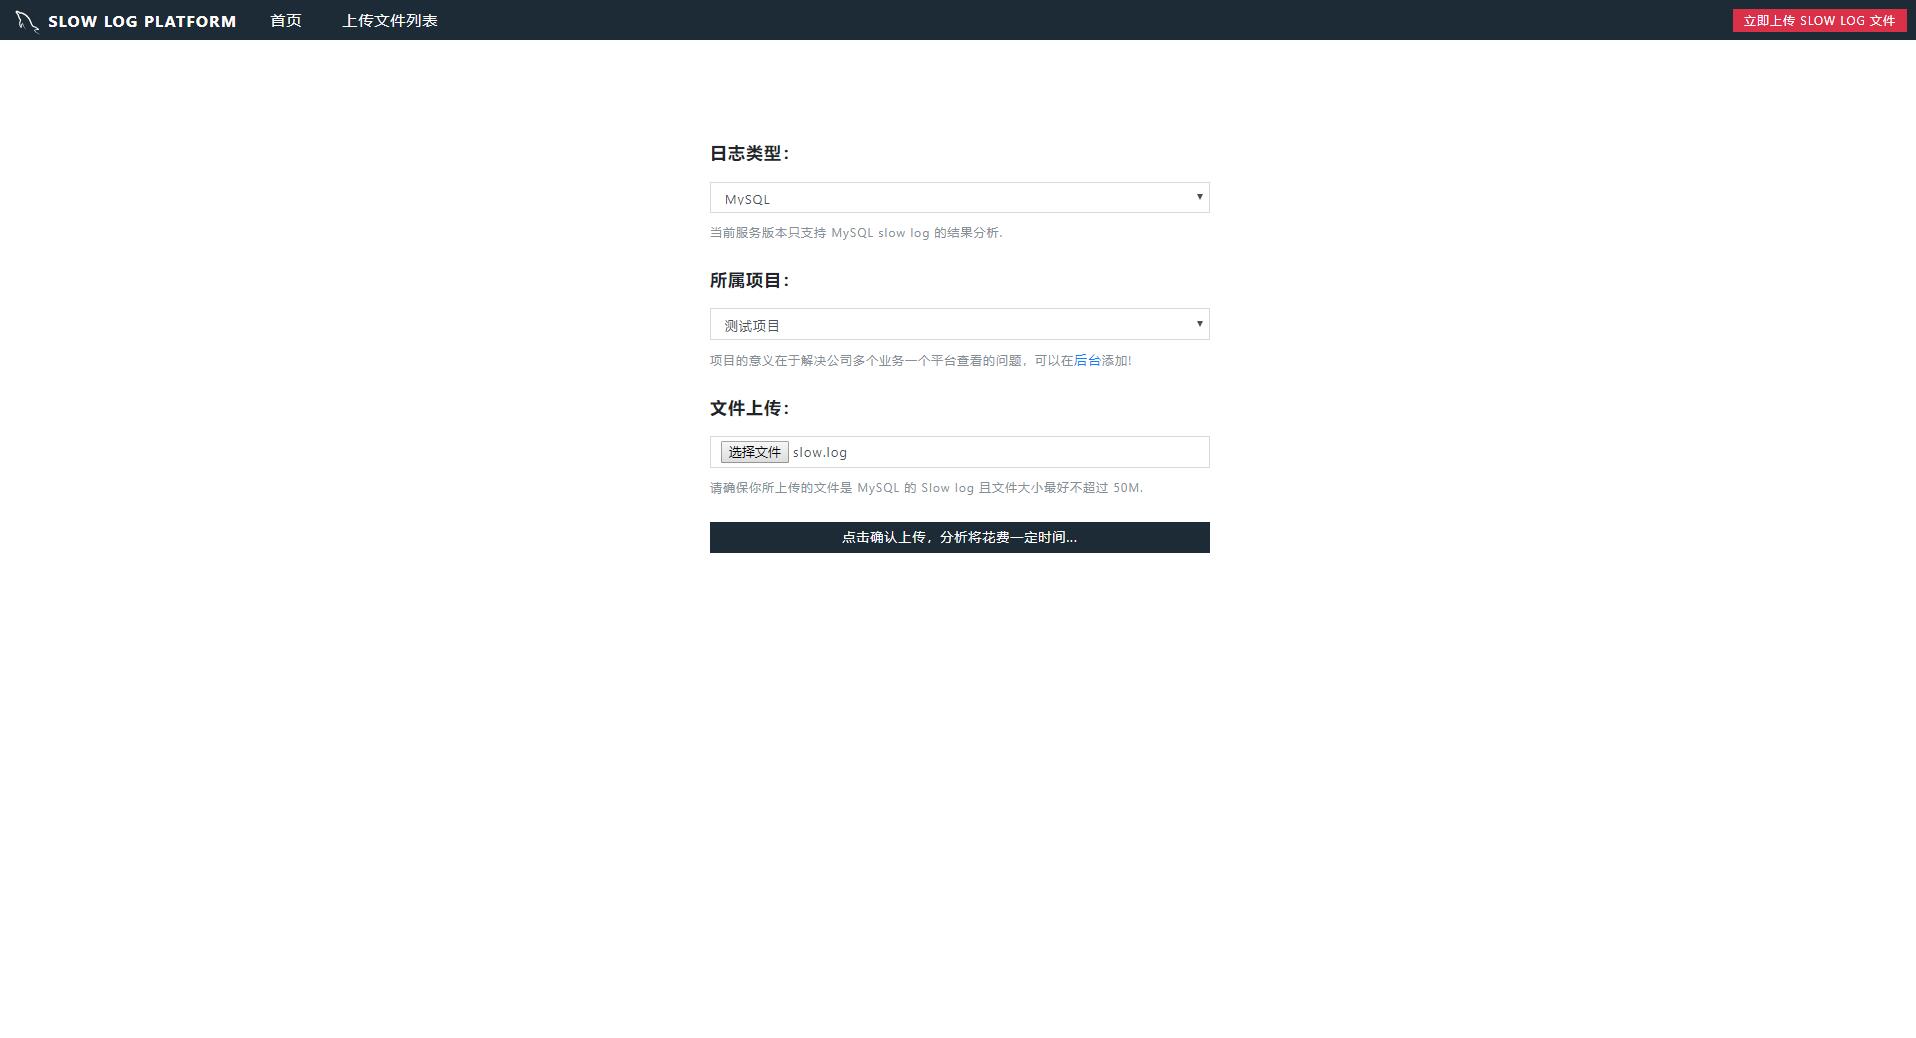 SLOW LOG PLATFORM 首页 上传文件列表 立即上传 SLOW LOG 文件
日志类型：
MySQL
当前服务版本只支持 MySQL slow log 的结果分析.
所属项目：
测试项目
项目的意义在于解决公司多个业务一个平台查看的问题，可以在后台添加!
文件上传：
选择文件 slow.log
请确保你所上传的文件是 MySQL 的 Slow log 且文件大小最好不超过 50M.
点击确认上传，分析将花费一定时间...